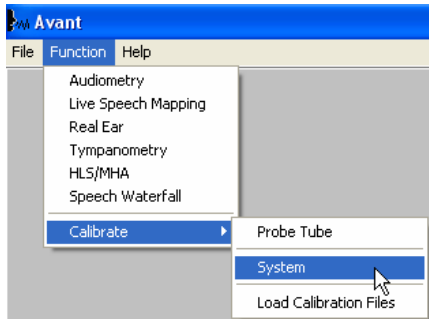 Avant
File Function Help
Audiometry
Live Speech Mapping
Real Ear
Tympanometry
HLS/MHA
Speech Waterfall
Calibrate
Probe Tube
System
Load Calibration Files